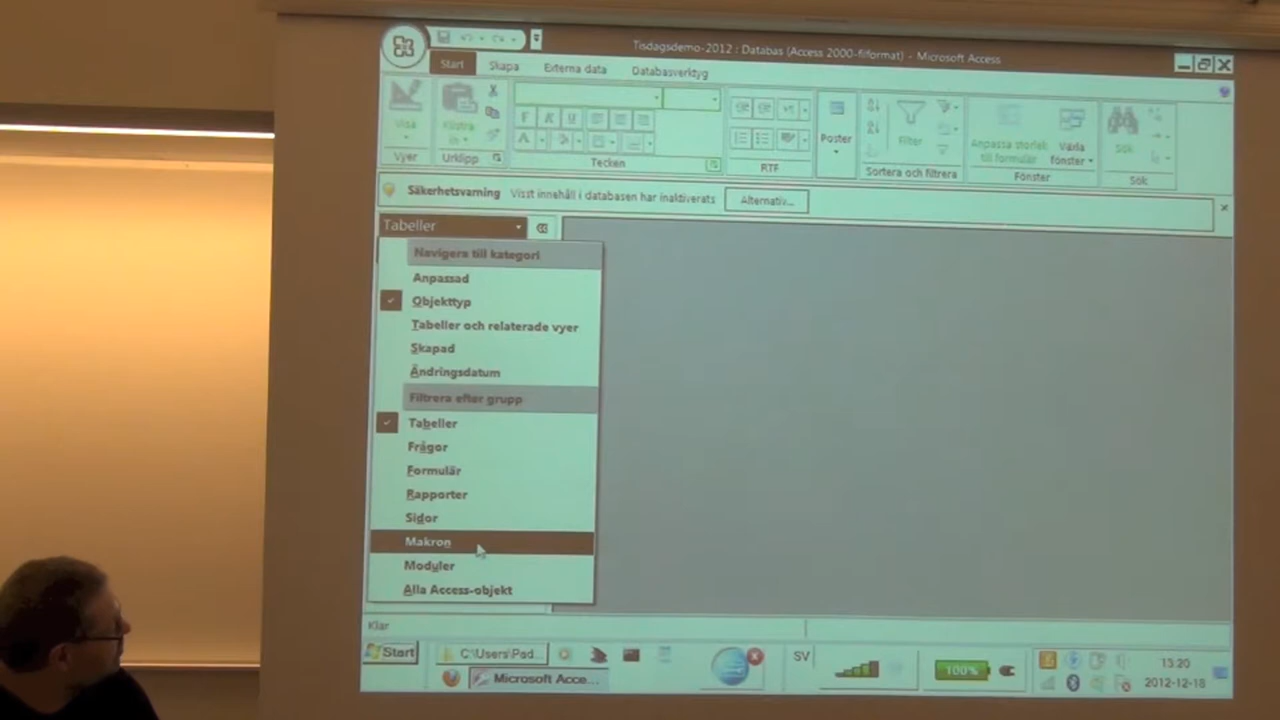 Tisdagsdemo-2012 : Databas (Access 2000-filformat) - Microsoft Access
Start Skapa Externa data Databasverktyg
Visa
Klistra in
F K U
Poster
Filter
Anpassa storlek till formulär
Växla fönster
Sök
Vyer Urklipp Tecken RTF Sortera och filtrera Fönster Sök
Säkerhetsvarning Visst innehåll i databasen har inaktiverats Alternativ...
Tabeller
Navigera till kategori
Anpassad
Objekttyp
Tabeller och relaterade vyer
Skapad
Ändringsdatum
Filtrera efter grupp
Tabeller
Frågor
Formulär
Rapporter
Sidor
Makron
Moduler
Alla Access-objekt
Klar
Start C:\Users\Pad... SV 100% 13:20
Microsoft Acce... 2012-12-18